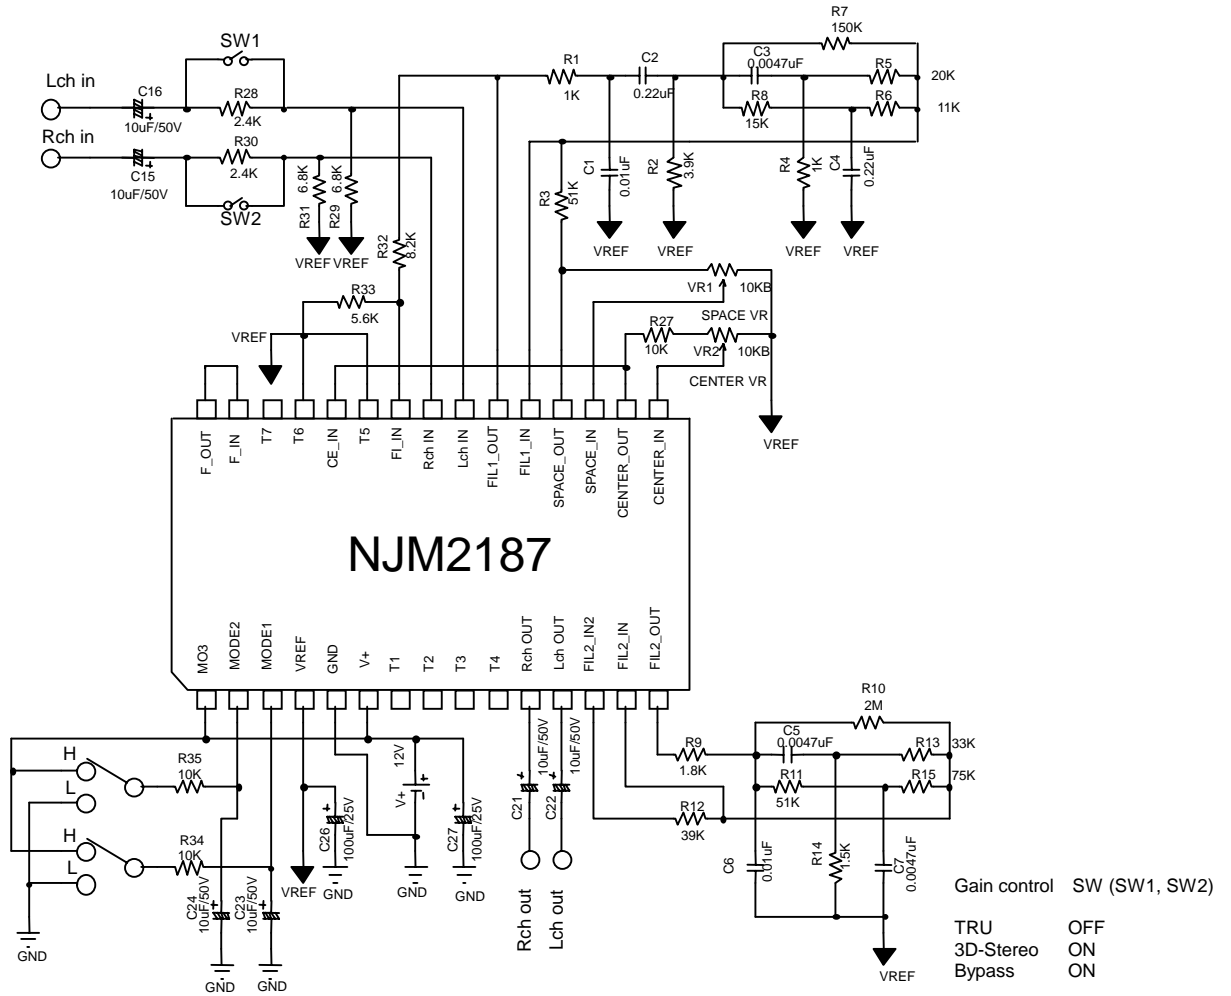 R7
150K
SW1
C2
C3
0.0047uF
R1
R5
20K
Lch in
C16
R28
1K
0.22uF
R8
R6
11K
10uF/50V
2.4K
15K
Rch in
R30
C15
2.4K
10uF/50V
SW2
R31
6.8K
R29
6.8K
VREF
VREF
R32
8.2K
R3
51K
C1
0.01uF
R2
3.9K
R4
1K
C4
0.22uF
VREF
VREF
VREF
VREF
R33
5.6K
VR1
10KB
SPACE VR
VREF
R27
10K
VR2
10KB
CENTER VR
VREF
F_OUT
F_IN
T7
T6
CE_IN
T5
FI_IN
Rch IN
Lch IN
FIL1_OUT
FIL1_IN
SPACE_OUT
SPACE_IN
CENTER_OUT
CENTER_IN
NJM2187
MO3
MODE2
MODE1
VREF
GND
V+
T1
T2
T3
T4
Rch OUT
Lch OUT
FIL2_IN2
FIL2_IN
FIL2_OUT
R10
2M
H
L
R35
10K
H
L
R34
10K
12V
V+
C26
100uF/25V
C27
100uF/25V
C21
10uF/50V
C22
10uF/50V
R9
1.8K
C5
0.0047uF
R13
33K
R11
51K
R15
75K
R12
39K
C6
0.01uF
R14
1.5K
C7
0.0047uF
C24
10uF/50V
C23
10uF/50V
VREF
GND
GND
GND
Rch out
Lch out
GND
GND
GND
VREF
Gain control SW (SW1, SW2)
TRU OFF
3D-Stereo ON
Bypass ON